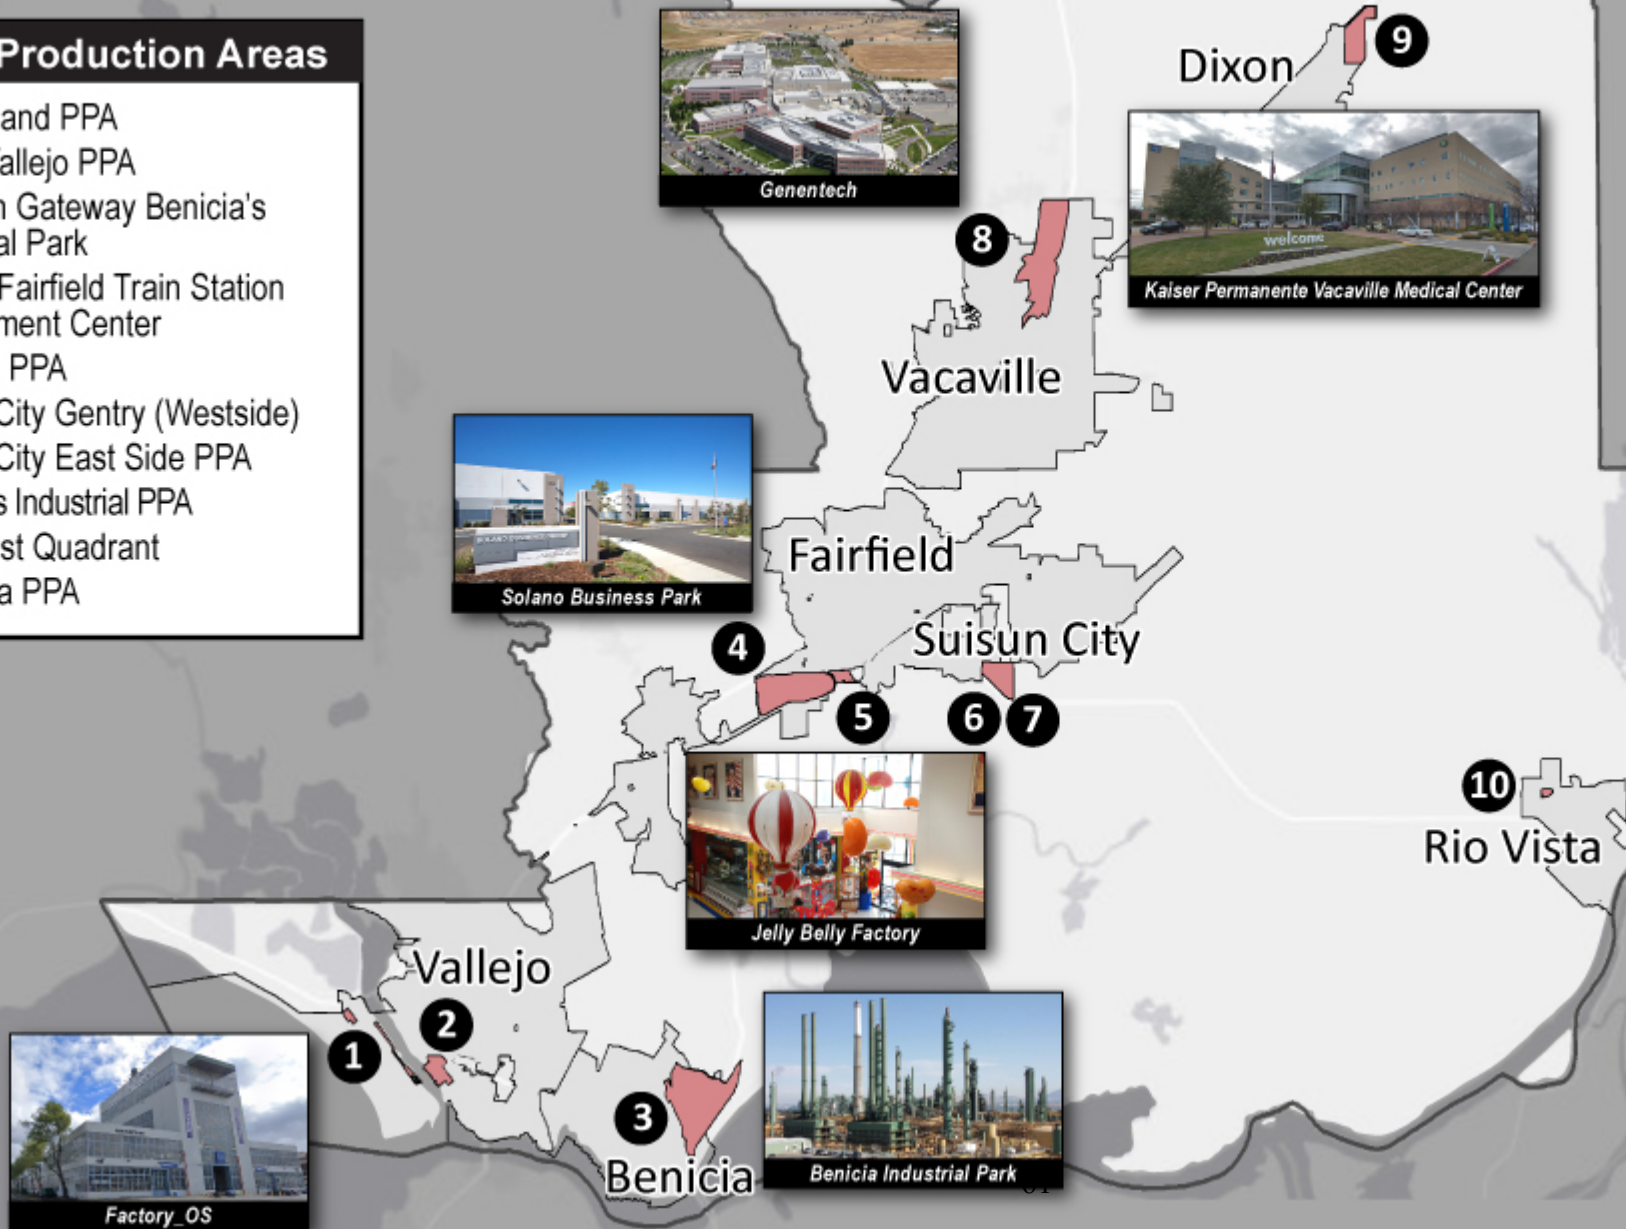 Production Areas
and PPA
allejo PPA
Gateway Benicia's
al Park
Fairfield Train Station
ment Center
PPA
City Gentry (Westside)
City East Side PPA
s Industrial PPA
st Quadrant
a PPA
Genentech
Dixon
9
welcome
Kaiser Permanente Vacaville Medical Center
8
Vacaville
Solano Business Park
Fairfield
Suisun City
4
5
6
7
10
Rio Vista
Jelly Belly Factory
Vallejo
2
1
3
Benicia
Benicia Industrial Park
Factory_OS